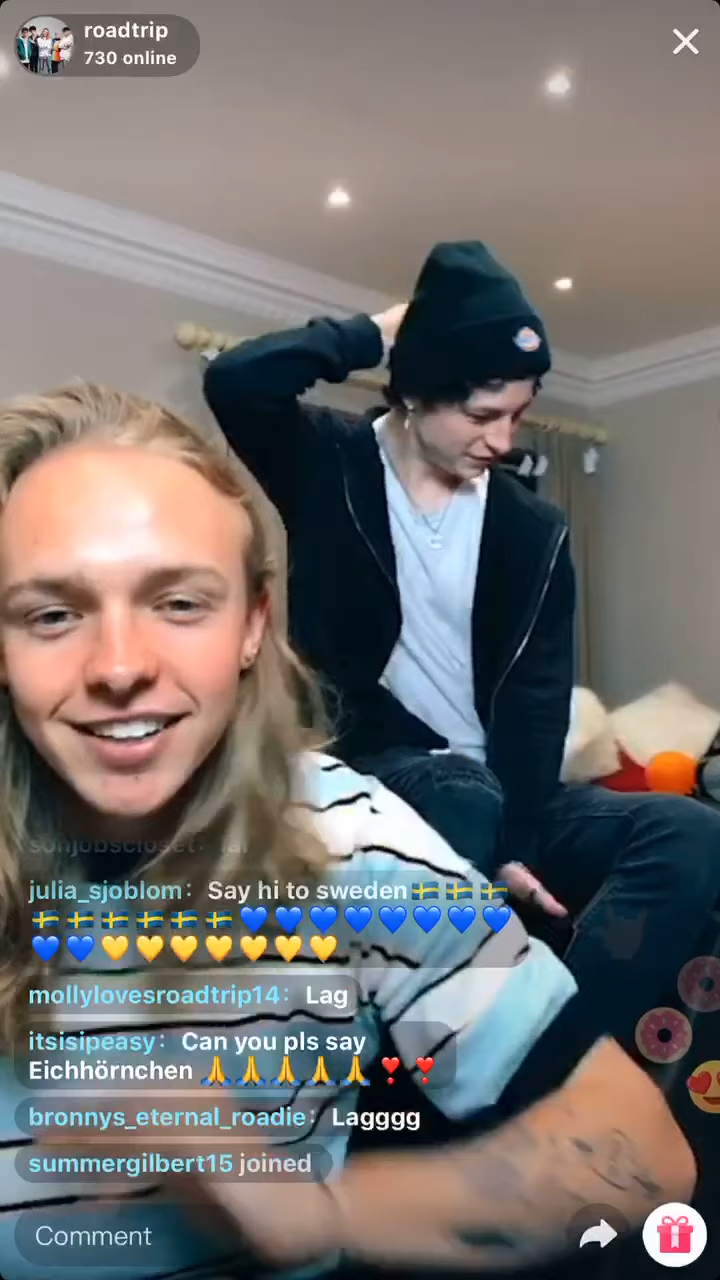 roadtrip
730 online
julia_sjoblom: Say hi to sweden🇸🇪🇸🇪🇸🇪
🇸🇪🇸🇪🇸🇪🇸🇪🇸🇪🇸🇪💙💙💙💙💙💙💙💙
💙💙💛💛💛💛💛💛💛
mollylovesroadtrip14: Lag
itsisipeasy: Can you pls say
Eichhörnchen 🙏🙏🙏🙏🙏❣️❣️
bronnys_eternal_roadie: Lagggg
summergilbert15 joined
Comment